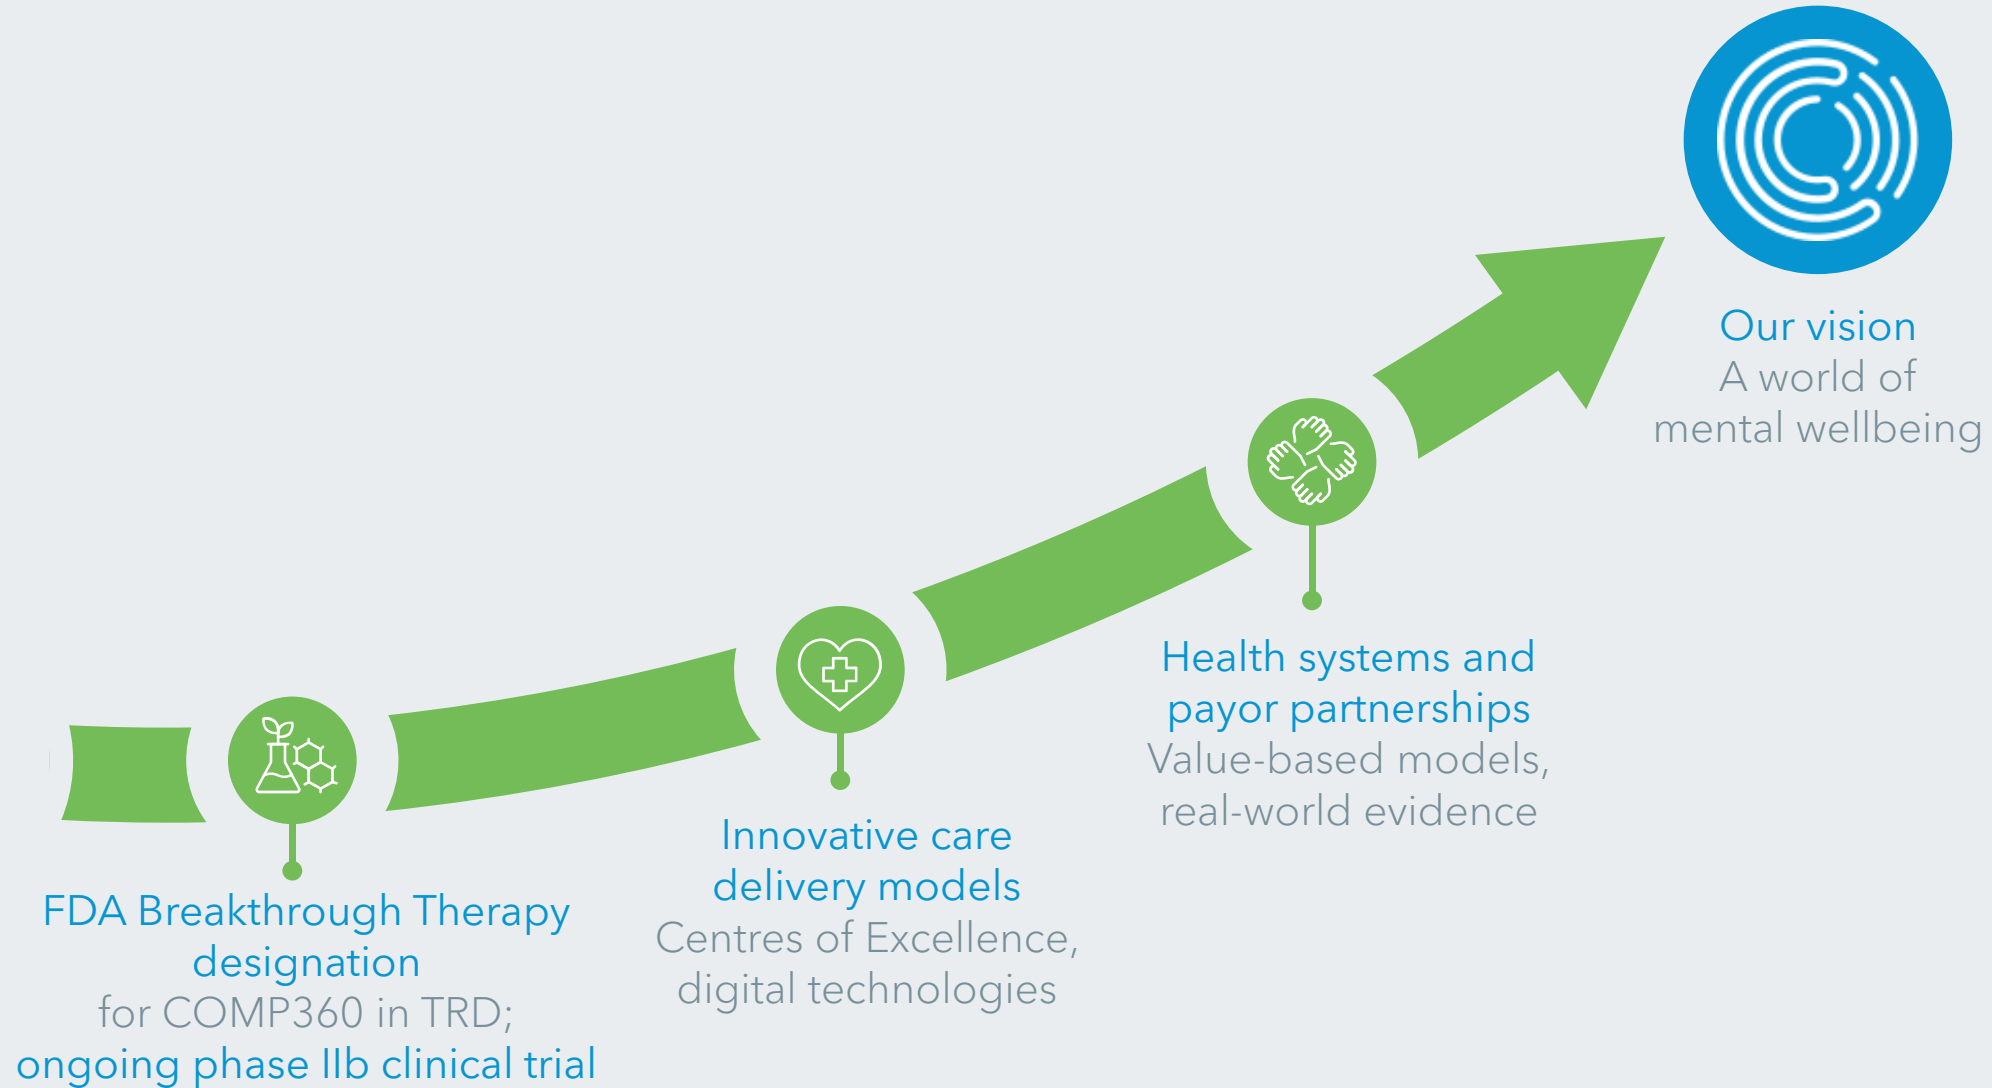 Our vision
A world of
mental wellbeing
Health systems and
payor partnerships
Value-based models,
real-world evidence
Innovative care
delivery models
Centres of Excellence,
digital technologies
FDA Breakthrough Therapy
designation
for COMP360 in TRD;
ongoing phase IIb clinical trial